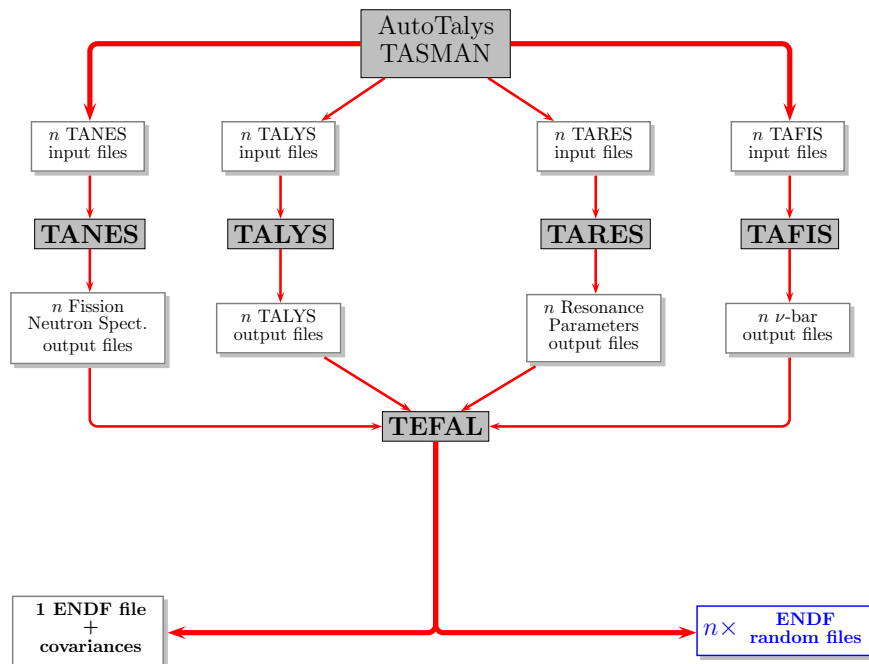 AutoTalys
TASMAN
n TANES
input files
n TALYS
input files
n TARES
input files
n TAFIS
input files
TANES
TALYS
TARES
TAFIS
n Fission
Neutron Spect.
output files
n TALYS
output files
n Resonance
Parameters
output files
n ν-bar
output files
TEFAL
1 ENDF file
+
covariances
n× ENDF
random files